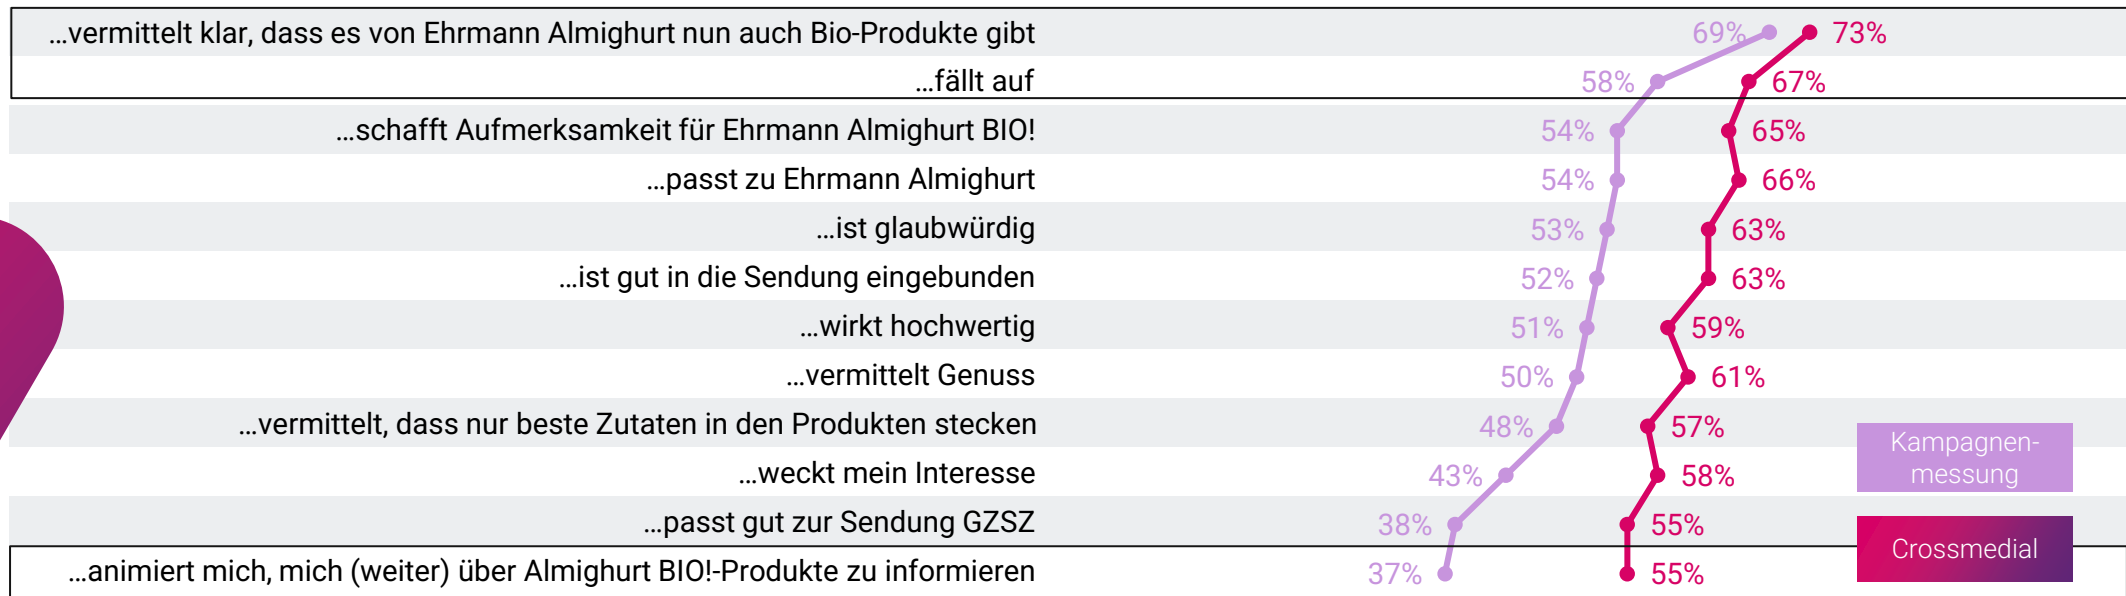 ...vermittelt klar, dass es von Ehrmann Almighurt nun auch Bio-Produkte gibt 69% 73%
...fällt auf 58% 67%
...schafft Aufmerksamkeit für Ehrmann Almighurt BIO! 54% 65%
...passt zu Ehrmann Almighurt 54% 66%
...ist glaubwürdig 53% 63%
...ist gut in die Sendung eingebunden 52% 63%
...wirkt hochwertig 51% 59%
...vermittelt Genuss 50% 61%
...vermittelt, dass nur beste Zutaten in den Produkten stecken 48% 57%
...weckt mein Interesse 43% 58%
...passt gut zur Sendung GZSZ 38% 55%
...animiert mich, mich (weiter) über Almighurt BIO!-Produkte zu informieren 37% 55%
Kampagnen-
messung
Crossmedial